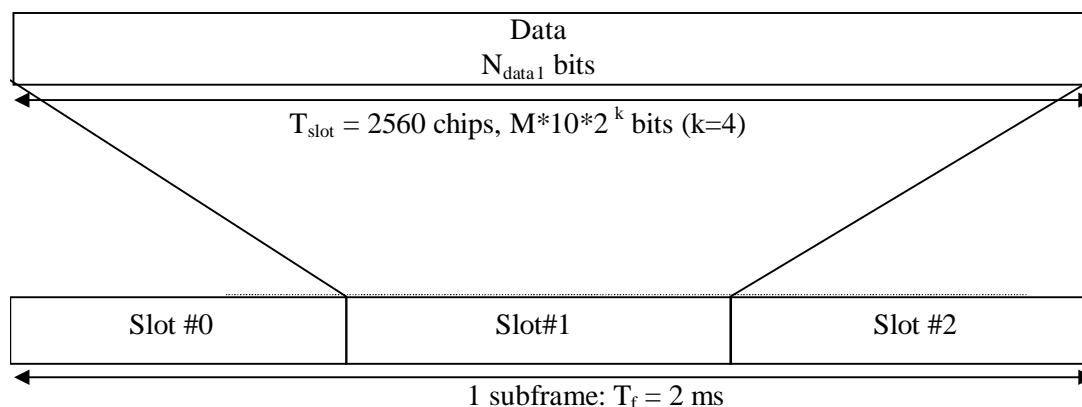 Data
N_data1 bits
T_slot = 2560 chips, M*10*2^k bits (k=4)
Slot #0 Slot#1 Slot #2
1 subframe: T_f = 2 ms